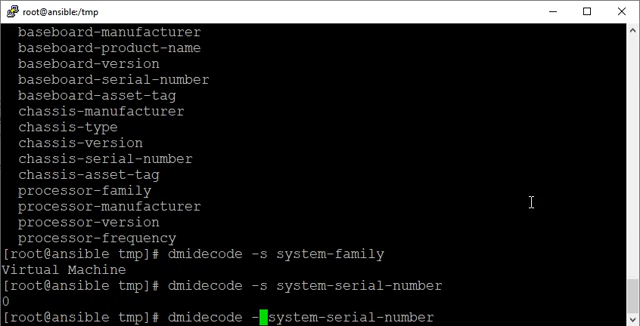 root@ansible:/tmp
baseboard-manufacturer
baseboard-product-name
baseboard-version
baseboard-serial-number
baseboard-asset-tag
chassis-manufacturer
chassis-type
chassis-version
chassis-serial-number
chassis-asset-tag
processor-family
processor-manufacturer
processor-version
processor-frequency
[root@ansible tmp]# dmidecode -s system-family
Virtual Machine
[root@ansible tmp]# dmidecode -s system-serial-number
0
[root@ansible tmp]# dmidecode - system-serial-number